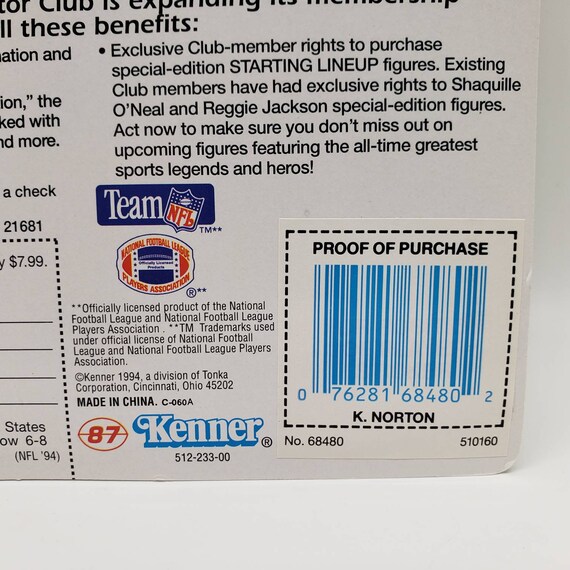 tor Club is expanding its membership
ll these benefits:
nation and
ion,” the
ked with
nd more.
a check
21681
y $7.99.
States
ow 6-8
(NFL '94)
• Exclusive Club-member rights to purchase
special-edition STARTING LINEUP figures. Existing
Club members have had exclusive rights to Shaquille
O'Neal and Reggie Jackson special-edition figures.
Act now to make sure you don't miss out on
upcoming figures featuring the all-time greatest
sports legends and heros!
Team NFL TM**
NATIONAL FOOTBALL LEAGUE
Officially Licensed
Products
PLAYERS ASSOCIATION
®**
**Officially licensed product of the National
Football League and National Football League
Players Association . **TM Trademarks used
under official license of National Football
League and National Football League Players
Association.
©Kenner 1994, a division of Tonka
Corporation, Cincinnati, Ohio 45202
MADE IN CHINA. C-060A
87 Kenner®
512-233-00
PROOF OF PURCHASE
0 76281 68480 2
K. NORTON
No. 68480 510160